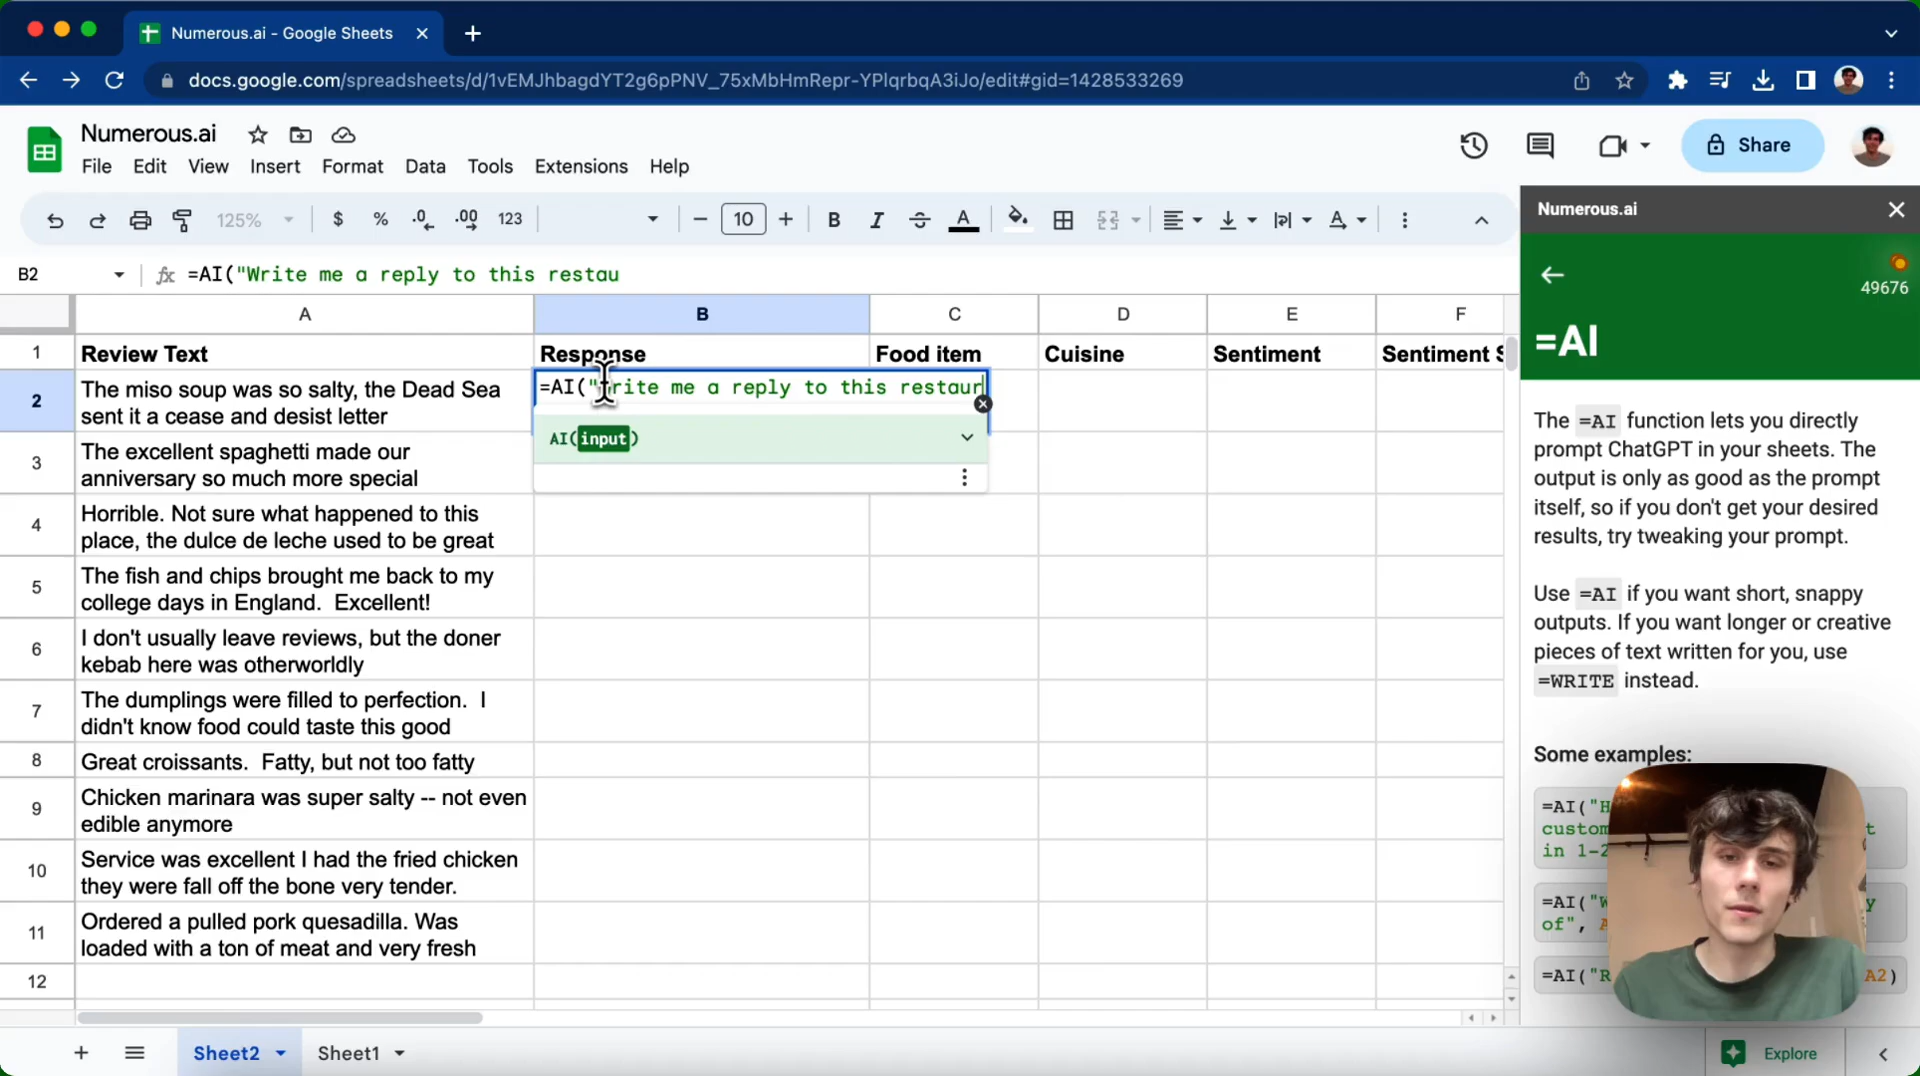 Numerous.ai - Google Sheets
docs.google.com/spreadsheets/d/1vEMJhbagdYT2g6pPNV_75xMbHmRepr-YPlqrbqA3iJo/edit#gid=1428533269
Numerous.ai
File Edit View Insert Format Data Tools Extensions Help
Share
125% $ % .0 .00 123 10 B I S A
B2 fx =AI("Write me a reply to this restau
A B C D E F
1 Review Text Response Food item Cuisine Sentiment Sentiment S
2 The miso soup was so salty, the Dead Sea
sent it a cease and desist letter
=AI("Write me a reply to this restaur
AI(input)
3 The excellent spaghetti made our
anniversary so much more special
4 Horrible. Not sure what happened to this
place, the dulce de leche used to be great
5 The fish and chips brought me back to my
college days in England. Excellent!
6 I don't usually leave reviews, but the doner
kebab here was otherworldly
7 The dumplings were filled to perfection. I
didn't know food could taste this good
8 Great croissants. Fatty, but not too fatty
9 Chicken marinara was super salty -- not even
edible anymore
10 Service was excellent I had the fried chicken
they were fall off the bone very tender.
11 Ordered a pulled pork quesadilla. Was
loaded with a ton of meat and very fresh
12
Sheet2 Sheet1
Explore
Numerous.ai
49676
=AI
The =AI function lets you directly
prompt ChatGPT in your sheets. The
output is only as good as the prompt
itself, so if you don't get your desired
results, try tweaking your prompt.
Use =AI if you want short, snappy
outputs. If you want longer or creative
pieces of text written for you, use
=WRITE instead.
Some examples:
=AI("H
custom t
in 1-2
=AI("W y
of",
=AI("R A2)